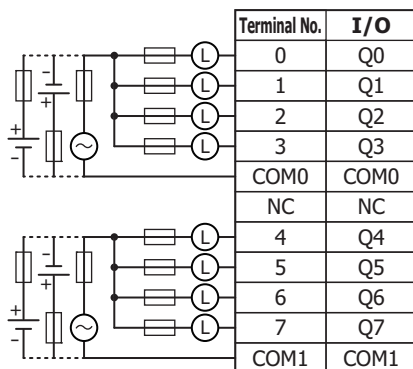 Terminal No. I/O
L 0 Q0
L 1 Q1
L 2 Q2
L 3 Q3
COM0 COM0
NC NC
L 4 Q4
L 5 Q5
L 6 Q6
L 7 Q7
COM1 COM1
- +
+ -
- +
+ -